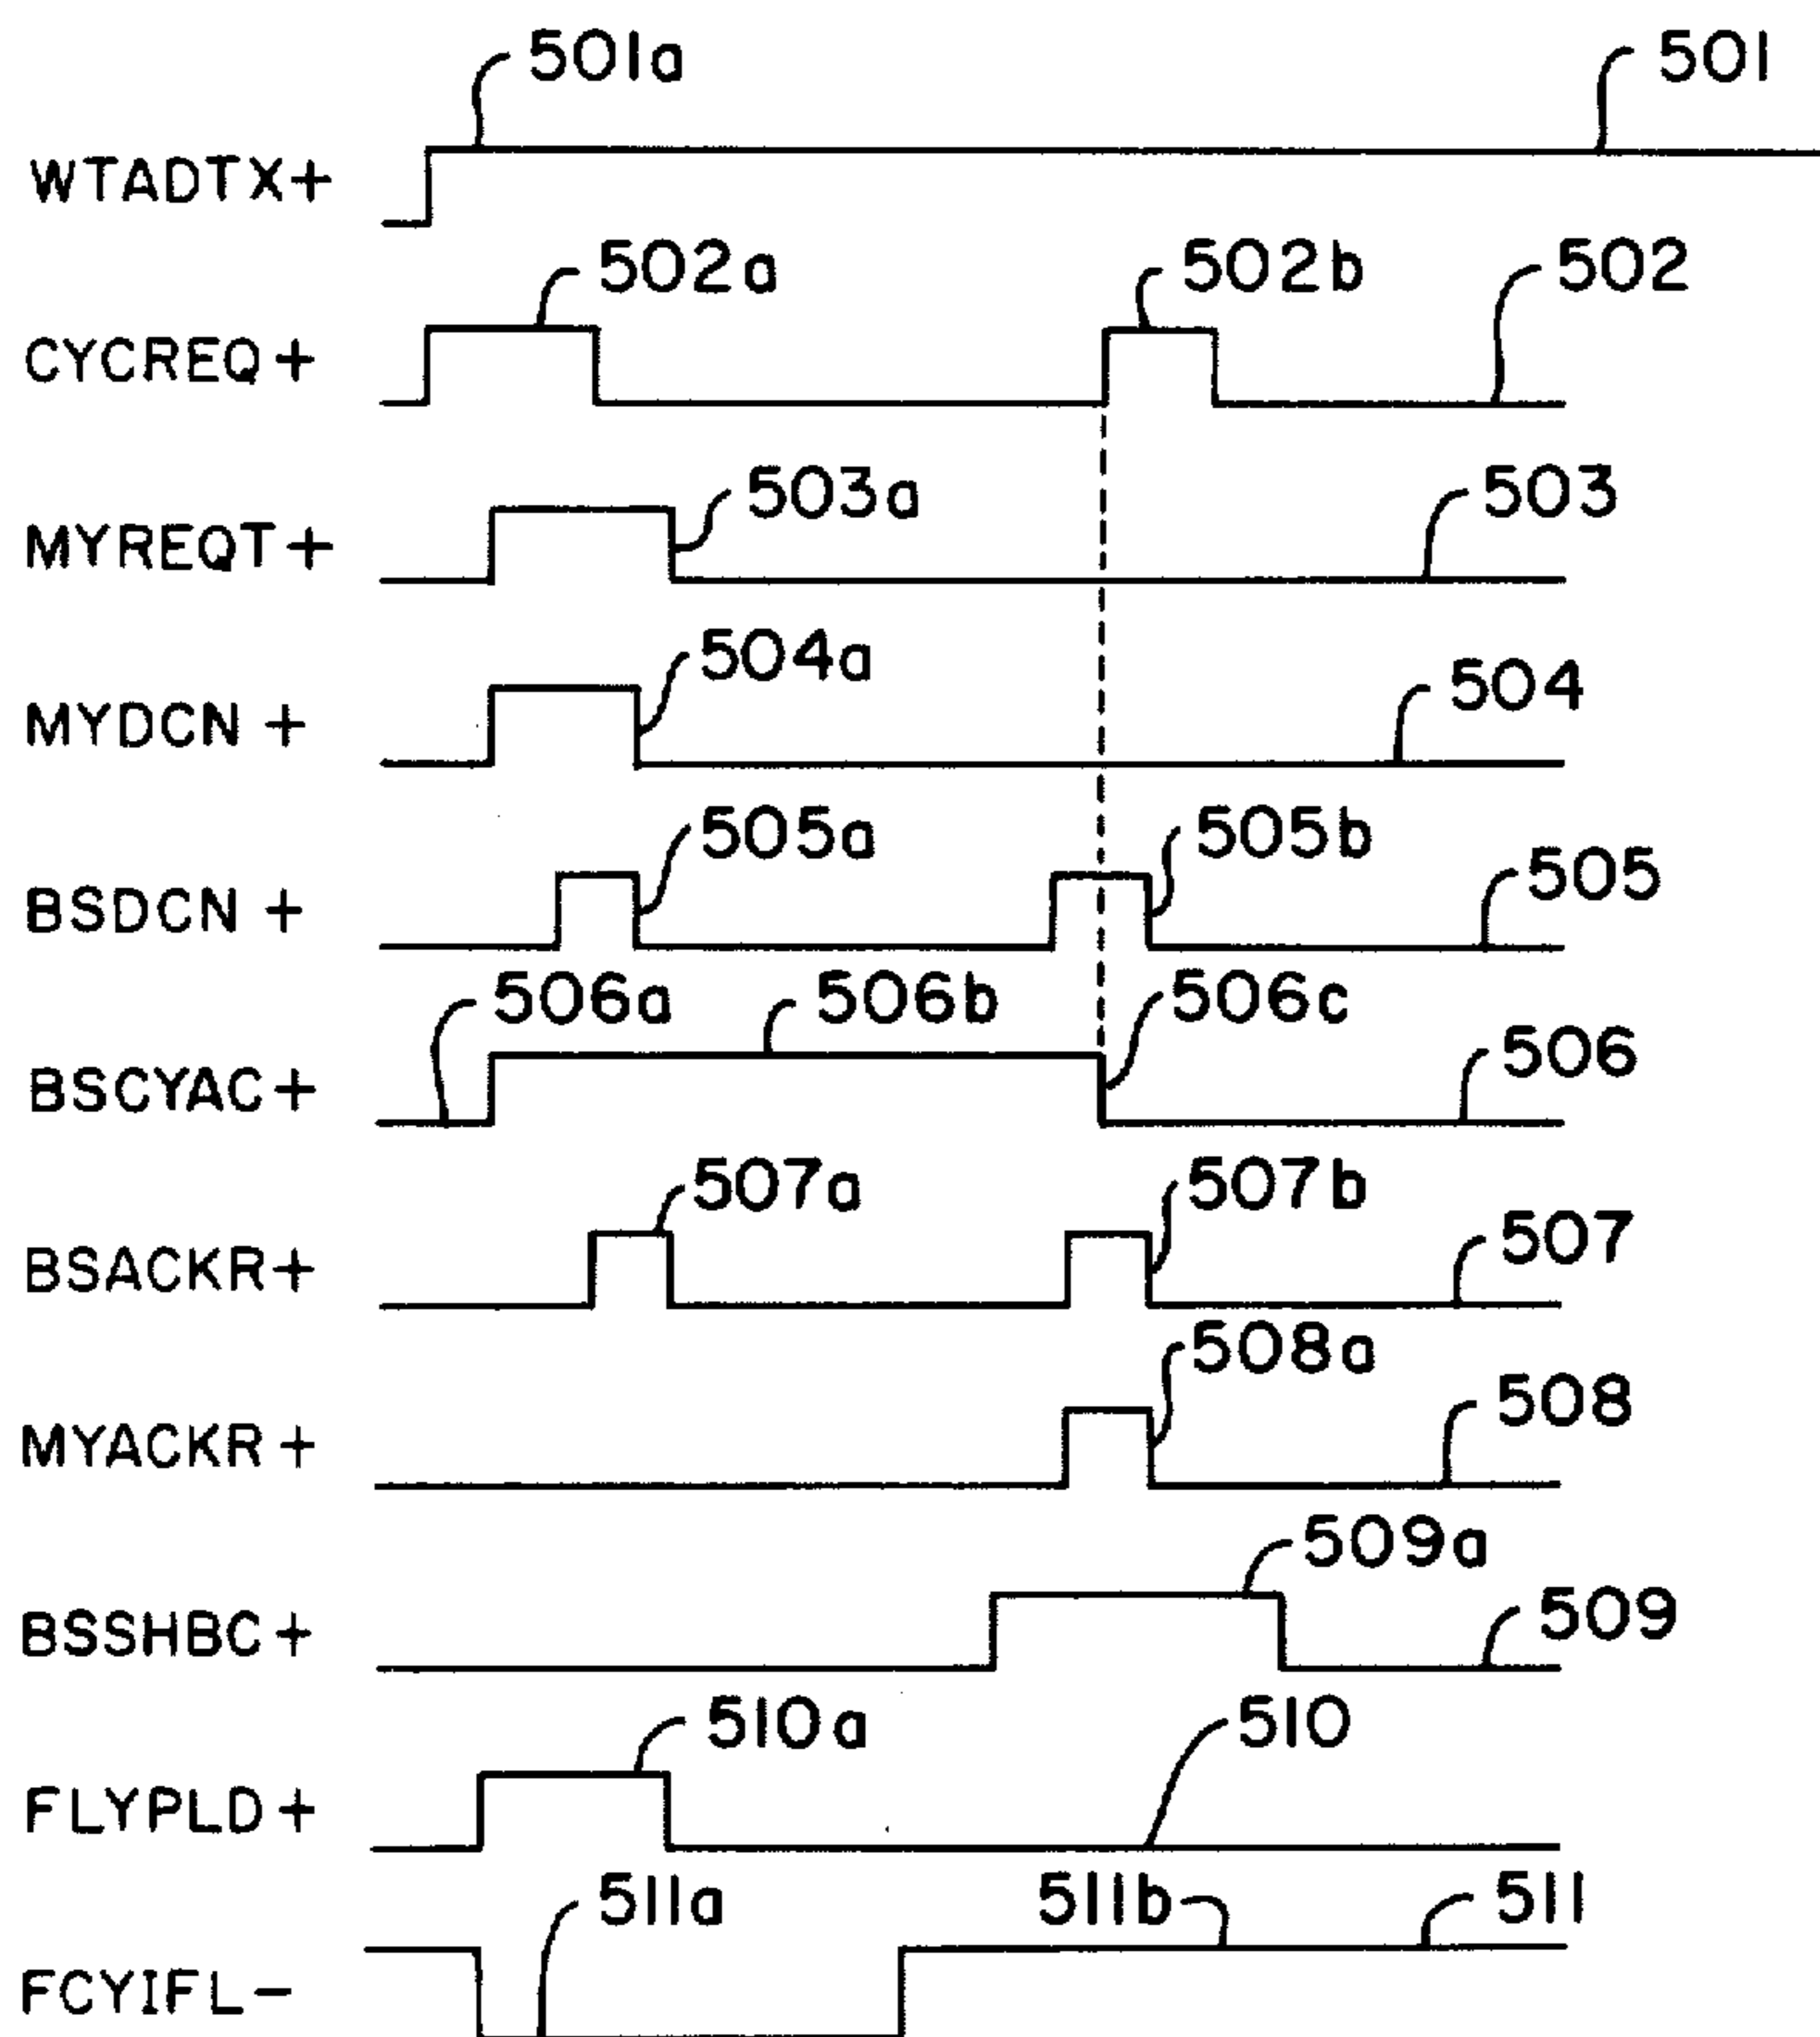 501a 501
WTADTX+
502a 502b 502
CYCREQ+
503a 503
MYREQT+
504a 504
MYDCN +
505a 505b 505
BSDCN +
506a 506b 506c 506
BSCYAC+
507a 507b 507
BSACKR+
508a 508
MYACKR+
509a 509
BSSHBC+
510a 510
FLYPLD+
511a 511b 511
FCYIFL-